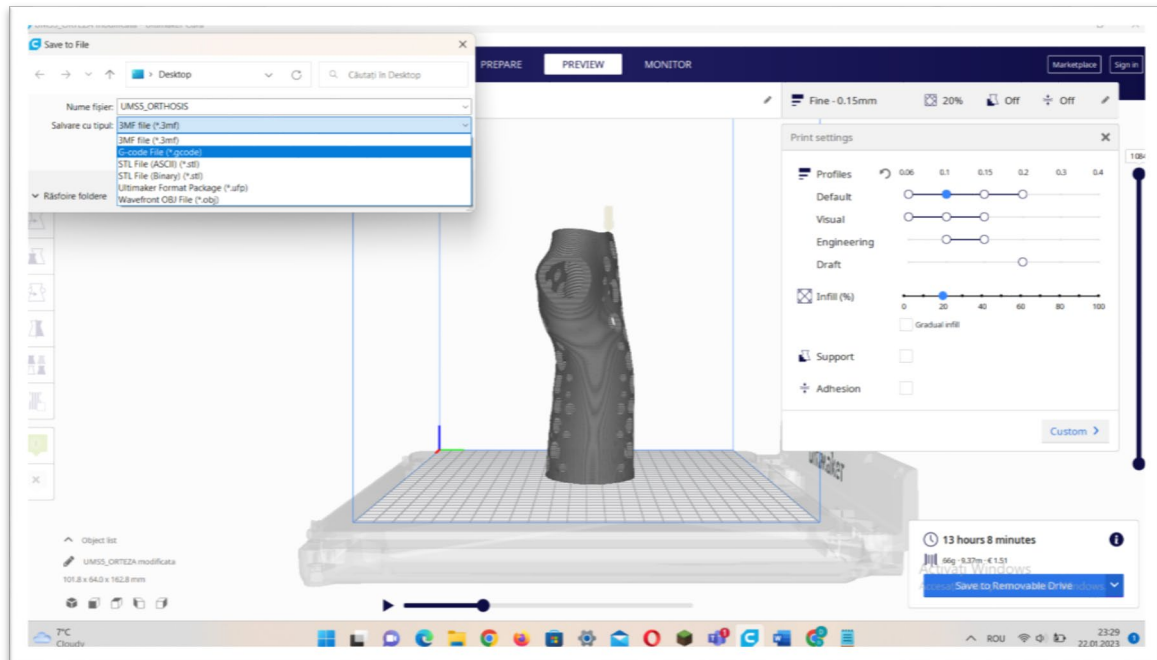 Save to File
Desktop
Căutați în Desktop
Nume fișier: UMS5_ORTHOSIS
Salvare cu tipul: 3MF file (*.3mf)
3MF file (*.3mf)
G-code File (*.gcode)
STL File (ASCII) (*.stl)
STL File (Binary) (*.stl)
Ultimaker Format Package (*.ufp)
Wavefront OBJ File (*.obj)
Răsfoire foldere
PREPARE PREVIEW MONITOR
Marketplace Sign in
Fine - 0.15mm 20% Off Off
Print settings
Profiles 0.06 0.1 0.15 0.2 0.3 0.4
Default
Visual
Engineering
Draft
Infill (%)
0 20 40 60 80 100
Gradual infill
Support
Adhesion
Custom
108
Object list
UMS5_ORTEZA modificata
101.8 x 64.0 x 162.8 mm
13 hours 8 minutes
66g · 9.37m · € 1.51
Activați Windows
Save to Removable Drive
7°C
Cloudy
ROU
23:29
22.01.2023